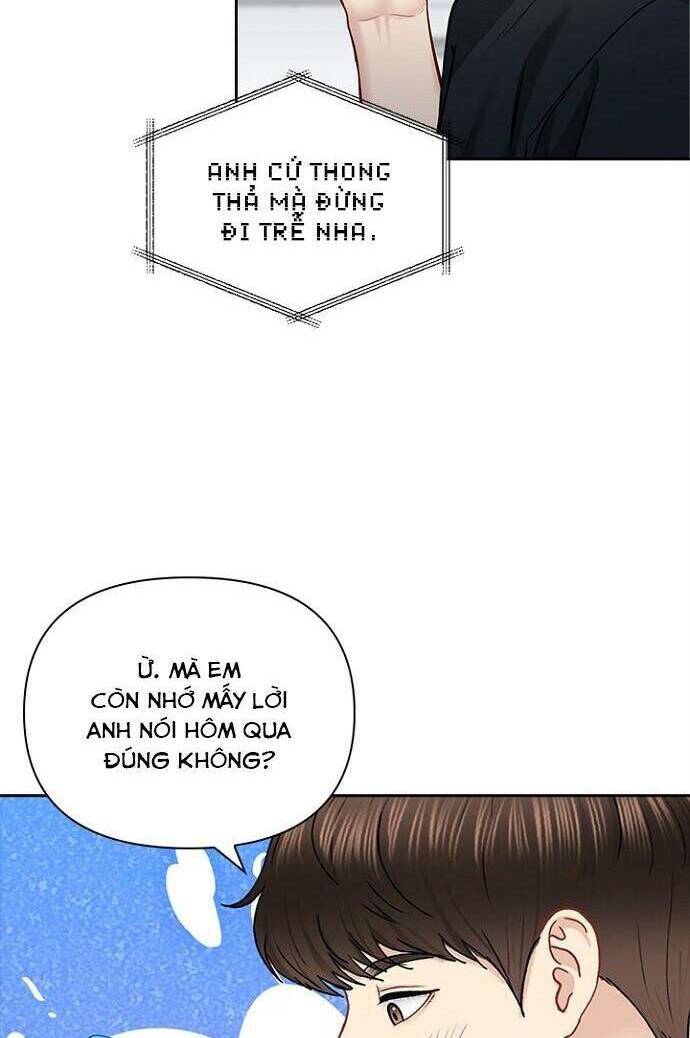 ANH CỨ THONG
THẢ MÀ ĐỪNG
ĐI TRỄ NHA.
Ừ. MÀ EM
CÒN NHỚ MẤY LỜI
ANH NÓI HÔM QUA
ĐÚNG KHÔNG?